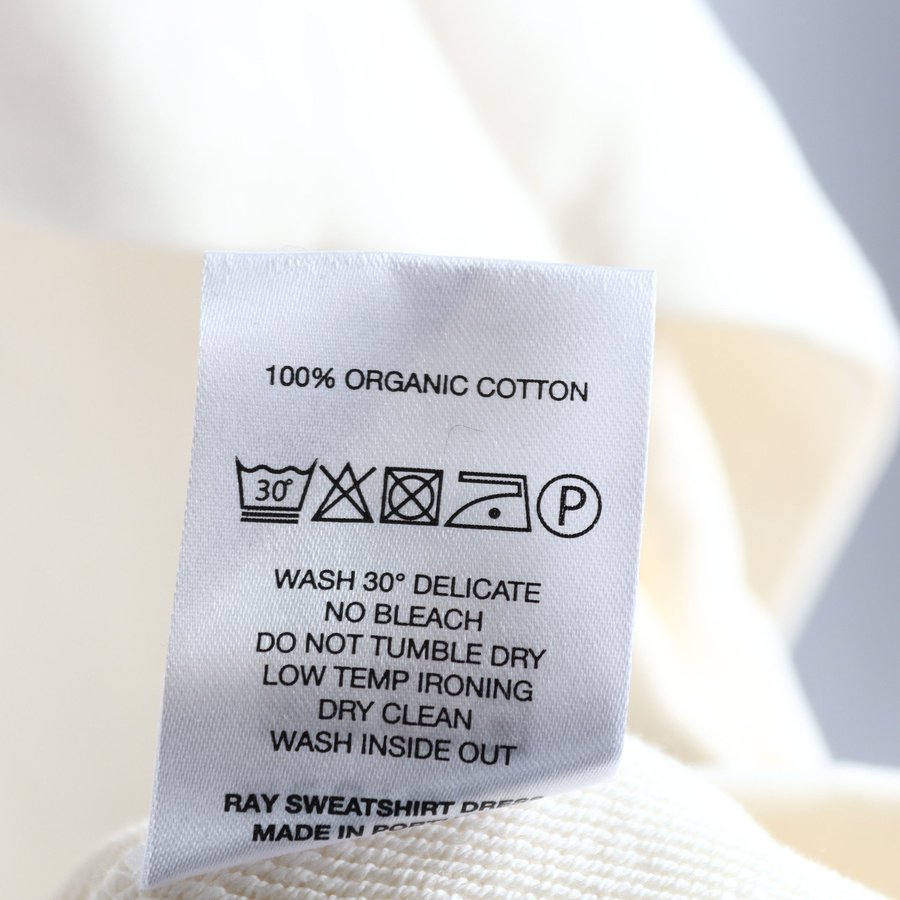 100% ORGANIC COTTON
30° P
WASH 30° DELICATE
NO BLEACH
DO NOT TUMBLE DRY
LOW TEMP IRONING
DRY CLEAN
WASH INSIDE OUT
RAY SWEATSHIRT DRESS
MADE IN